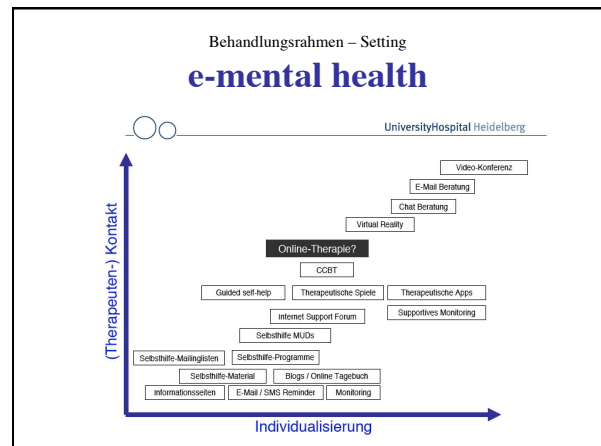 Behandlungsrahmen – Setting
e-mental health
UniversityHospital Heidelberg
Video-Konferenz
E-Mail Beratung
Chat Beratung
Virtual Reality
Online-Therapie?
CCBT
Guided self-help Therapeutische Spiele Therapeutische Apps
Internet Support Forum Supportives Monitoring
Selbsthilfe MUDs
Selbsthilfe-Mailinglisten Selbsthilfe-Programme
Selbsthilfe-Material Blogs / Online Tagebuch
Informationsseiten E-Mail / SMS Reminder Monitoring
(Therapeuten-) Kontakt
Individualisierung